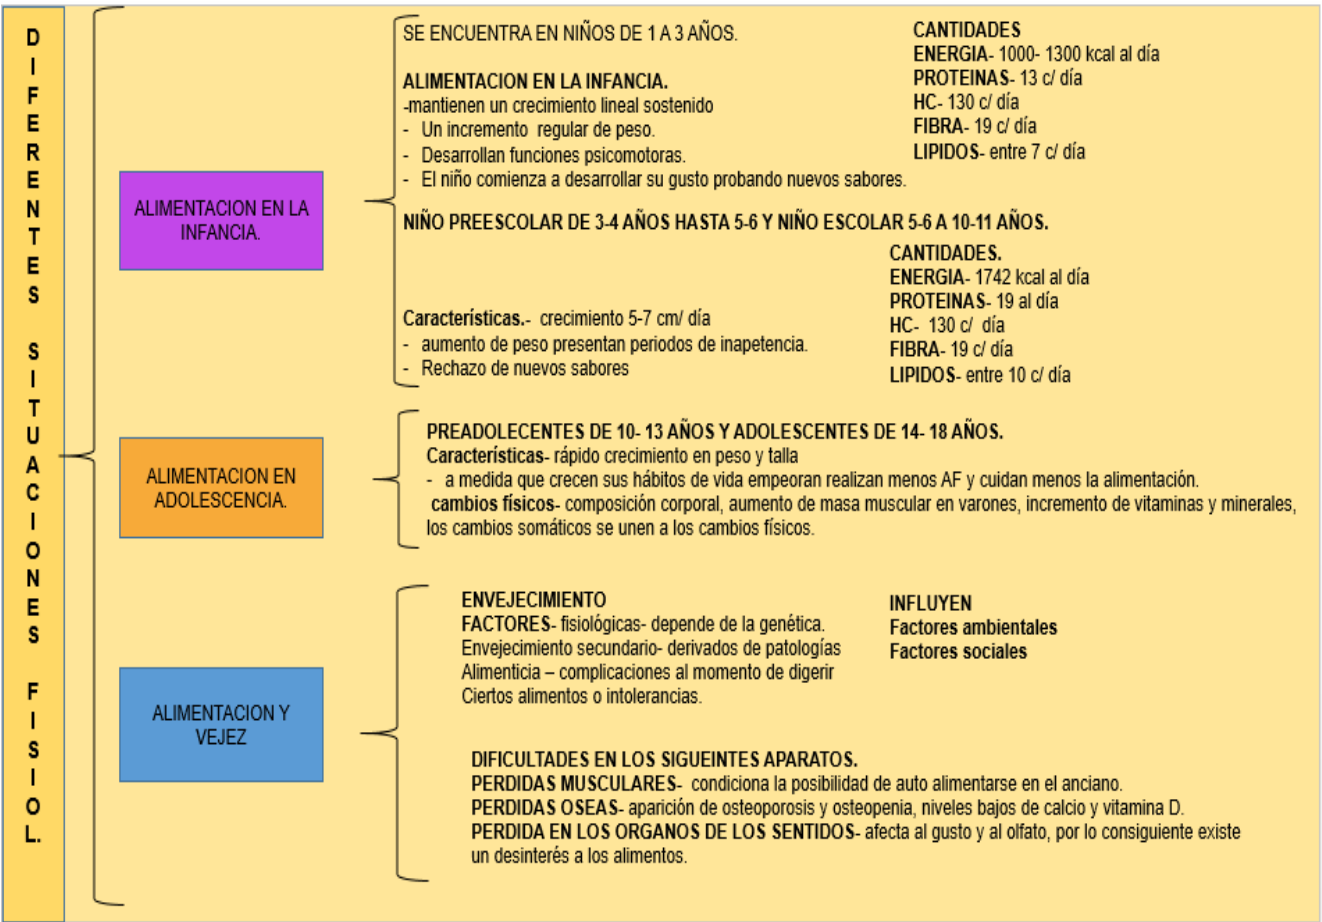 DIFERENTES SITUACIONES FISIOL.
ALIMENTACION EN LA
INFANCIA.
SE ENCUENTRA EN NIÑOS DE 1 A 3 AÑOS.
ALIMENTACION EN LA INFANCIA.
-mantienen un crecimiento lineal sostenido
- Un incremento regular de peso.
- Desarrollan funciones psicomotoras.
- El niño comienza a desarrollar su gusto probando nuevos sabores.
CANTIDADES
ENERGIA- 1000- 1300 kcal al día
PROTEINAS- 13 c/ día
HC- 130 c/ día
FIBRA- 19 c/ día
LIPIDOS- entre 7 c/ día
NIÑO PREESCOLAR DE 3-4 AÑOS HASTA 5-6 Y NIÑO ESCOLAR 5-6 A 10-11 AÑOS.
Características.- crecimiento 5-7 cm/ día
- aumento de peso presentan periodos de inapetencia.
- Rechazo de nuevos sabores
CANTIDADES.
ENERGIA- 1742 kcal al día
PROTEINAS- 19 al día
HC- 130 c/ día
FIBRA- 19 c/ día
LIPIDOS- entre 10 c/ día
ALIMENTACION EN
ADOLESCENCIA.
PREADOLECENTES DE 10- 13 AÑOS Y ADOLESCENTES DE 14- 18 AÑOS.
Características- rápido crecimiento en peso y talla
- a medida que crecen sus hábitos de vida empeoran realizan menos AF y cuidan menos la alimentación.
cambios físicos- composición corporal, aumento de masa muscular en varones, incremento de vitaminas y minerales,
los cambios somáticos se unen a los cambios físicos.
ALIMENTACION Y
VEJEZ
ENVEJECIMIENTO
FACTORES- fisiológicas- depende de la genética.
Envejecimiento secundario- derivados de patologías
Alimenticia – complicaciones al momento de digerir
Ciertos alimentos o intolerancias.
INFLUYEN
Factores ambientales
Factores sociales
DIFICULTADES EN LOS SIGUEINTES APARATOS.
PERDIDAS MUSCULARES- condiciona la posibilidad de auto alimentarse en el anciano.
PERDIDAS OSEAS- aparición de osteoporosis y osteopenia, niveles bajos de calcio y vitamina D.
PERDIDA EN LOS ORGANOS DE LOS SENTIDOS- afecta al gusto y al olfato, por lo consiguiente existe
un desinterés a los alimentos.